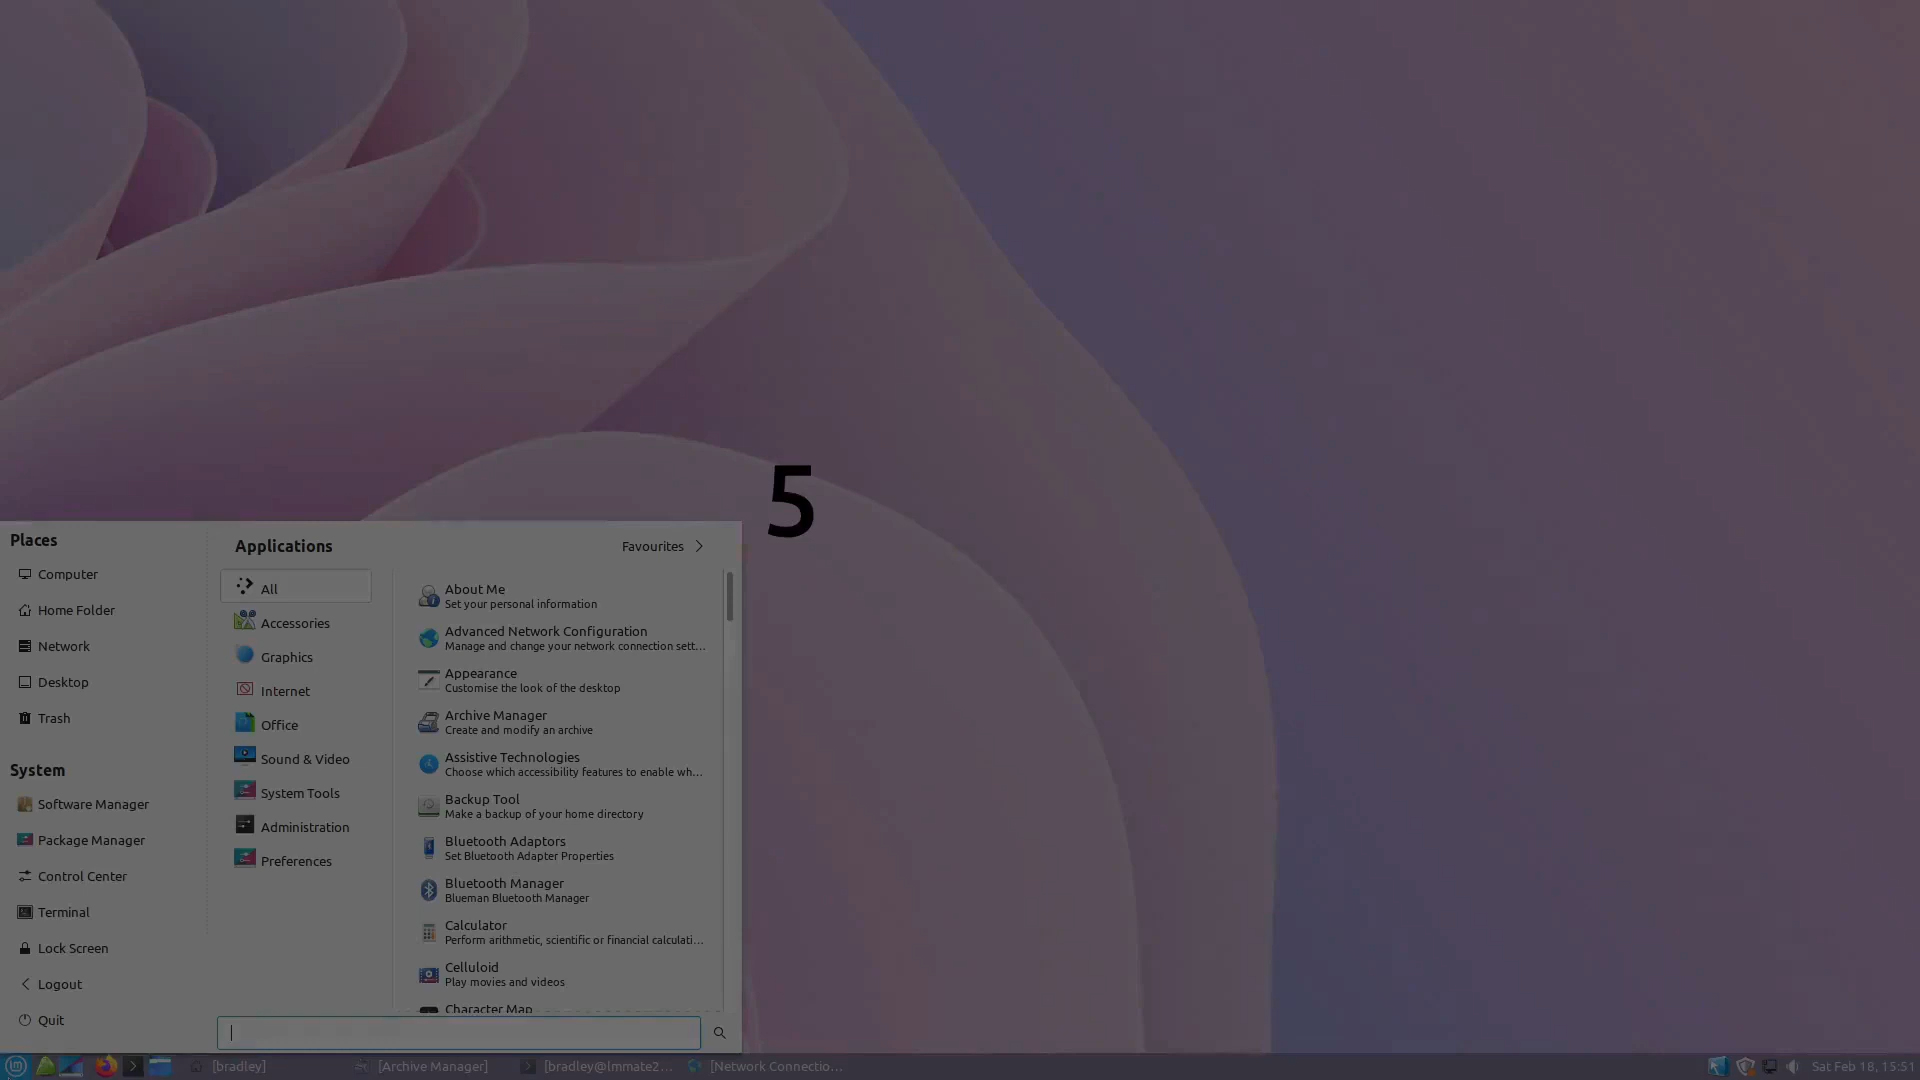 5
Places
Computer
Home Folder
Network
Desktop
Trash
System
Software Manager
Package Manager
Control Center
Terminal
Lock Screen
Logout
Quit
Applications
Favourites
All
Accessories
Graphics
Internet
Office
Sound & Video
System Tools
Administration
Preferences
About Me
Set your personal information
Advanced Network Configuration
Manage and change your network connection sett...
Appearance
Customise the look of the desktop
Archive Manager
Create and modify an archive
Assistive Technologies
Choose which accessibility features to enable wh...
Backup Tool
Make a backup of your home directory
Bluetooth Adaptors
Set Bluetooth Adapter Properties
Bluetooth Manager
Blueman Bluetooth Manager
Calculator
Perform arithmetic, scientific or financial calculati...
Celluloid
Play movies and videos
Character Map
[bradley]
[Archive Manager]
[bradley@lmmate2...
[Network Connectio...
Sat Feb 18, 15:51